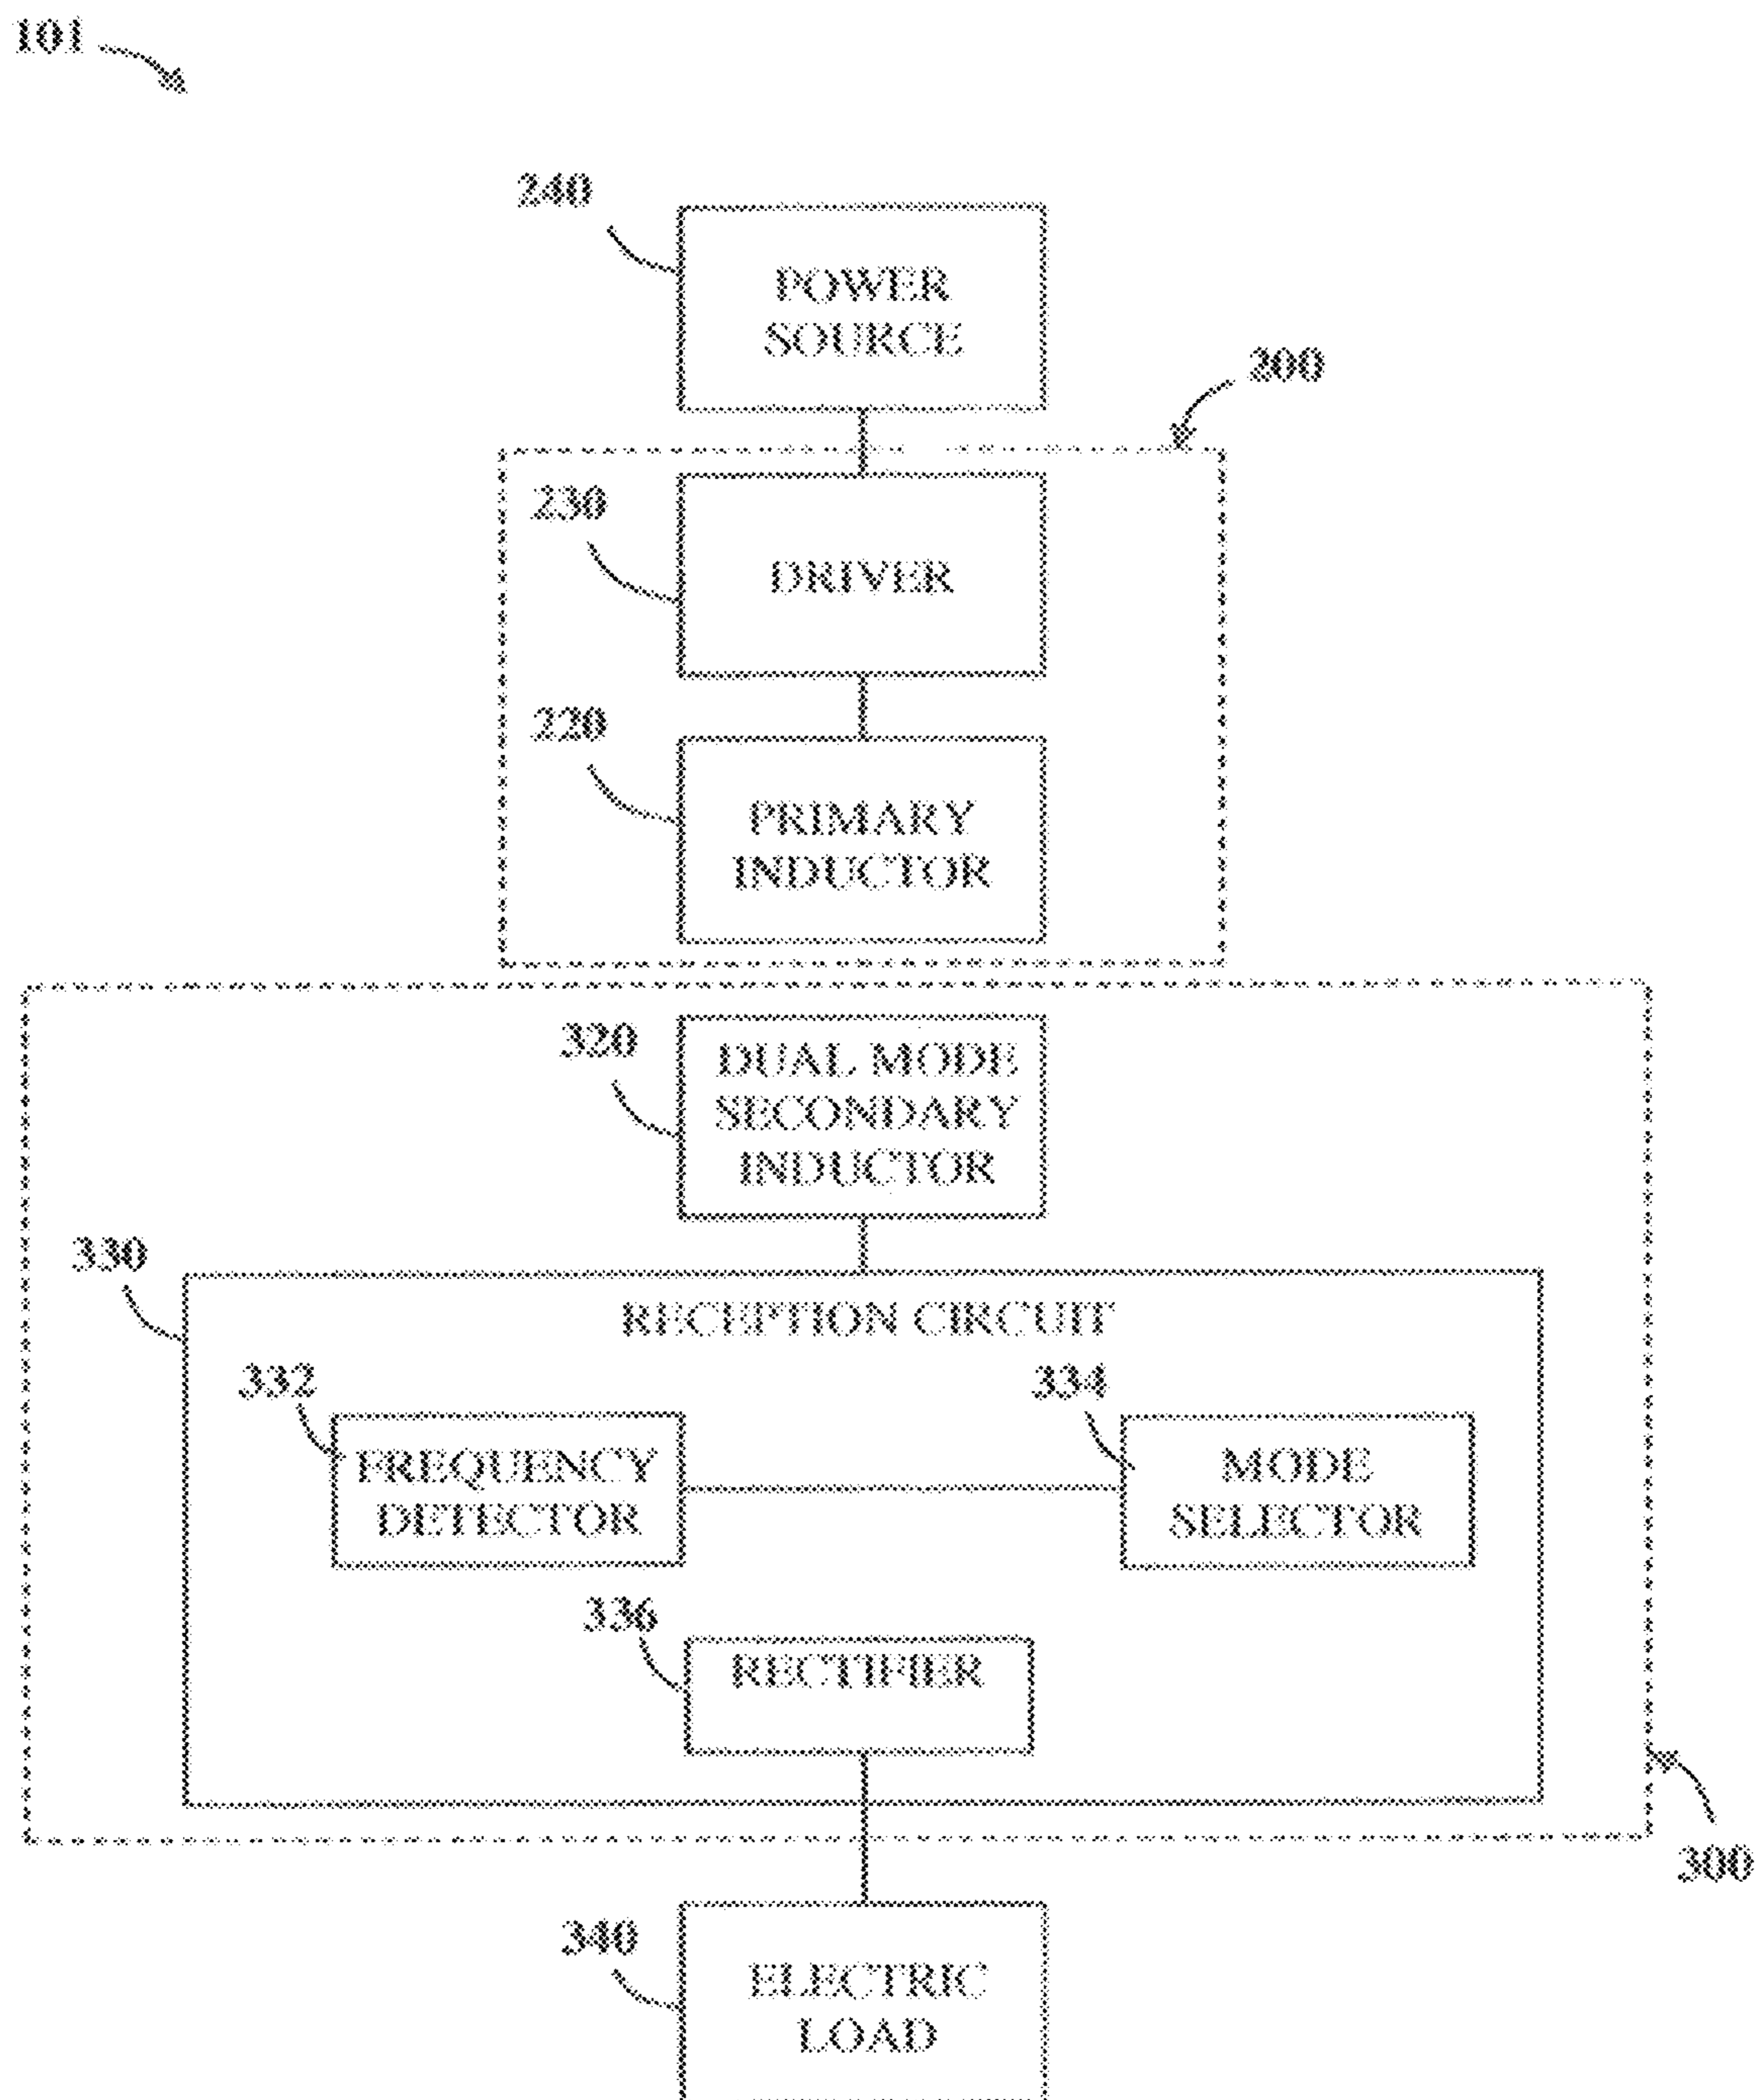 101
240
POWER
SOURCE
200
230
DRIVER
220
PRIMARY
INDUCTOR
320
DUAL MODE
SECONDARY
INDUCTOR
330
RECEPTION CIRCUIT
332
334
FREQUENCY
DETECTOR
MODE
SELECTOR
336
RECTIFIER
300
340
ELECTRIC
LOAD